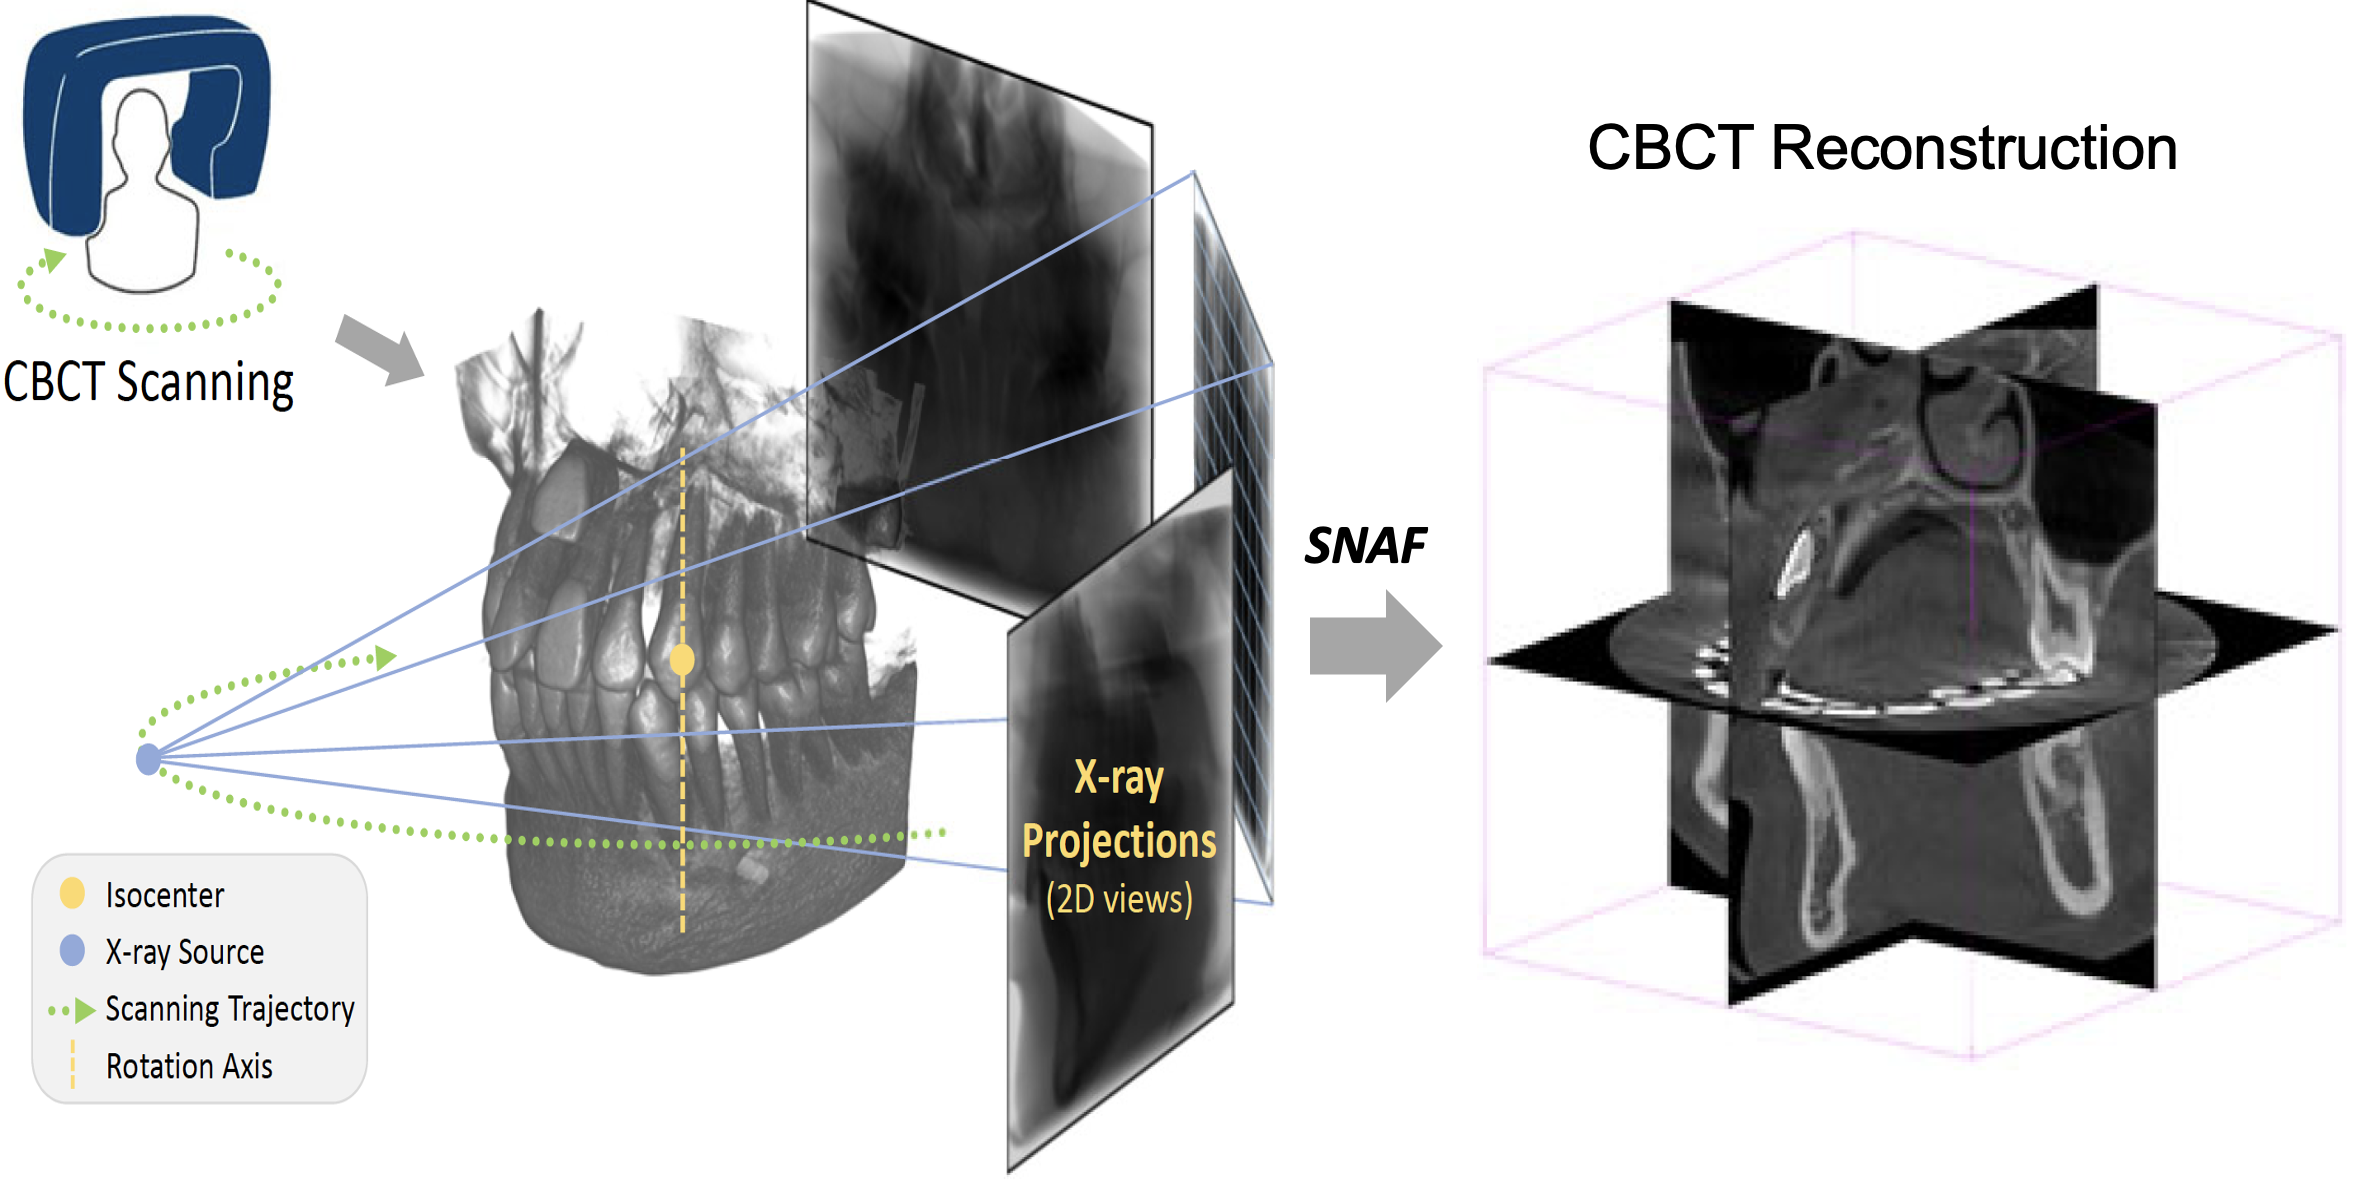 CBCT Scanning
X-ray
Projections
(2D views)
Isocenter
X-ray Source
Scanning Trajectory
Rotation Axis
SNAF
CBCT Reconstruction